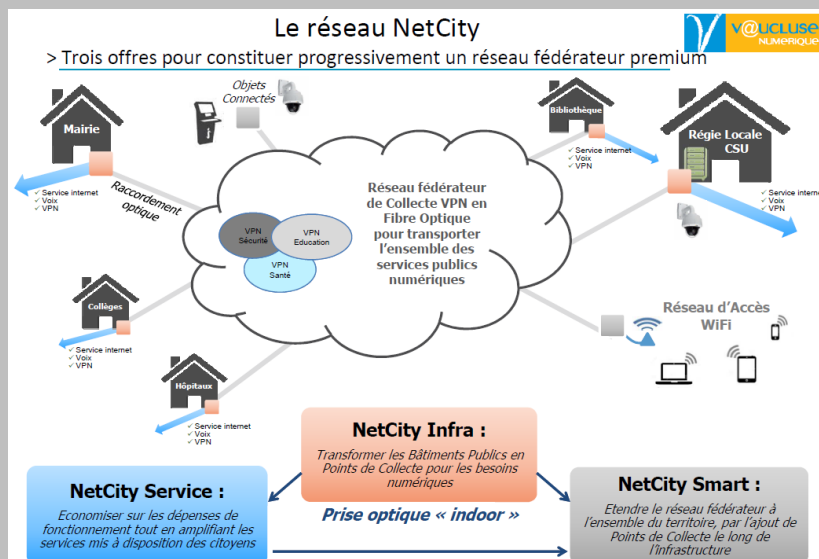 Le réseau NetCity
V@UCLUSE
NUMERIQUE
> Trois offres pour constituer progressivement un réseau fédérateur premium
Objets
Connectés
Mairie
Bibliothèque
Régie Locale
CSU
✓ Service internet
✓ Voix
✓ VPN
Raccordement
optique
✓ Service internet
✓ Voix
✓ VPN
✓ Service internet
✓ Voix
✓ VPN
Réseau fédérateur
de Collecte VPN en
Fibre Optique
pour transporter
l'ensemble des
services publics
numériques
VPN
Sécurité
VPN
Education
VPN
Santé
Collèges
✓ Service internet
✓ Voix
✓ VPN
Réseau d'Accès
WiFi
Hôpitaux
✓ Service internet
✓ Voix
✓ VPN
NetCity Infra :
Transformer les Bâtiments Publics en
Points de Collecte pour les besoins
numériques
NetCity Service :
Economiser sur les dépenses de
fonctionnement tout en amplifiant les
services mis à disposition des citoyens
Prise optique « indoor »
NetCity Smart :
Etendre le réseau fédérateur à
l'ensemble du territoire, par l'ajout de
Points de Collecte le long de
l'infrastructure